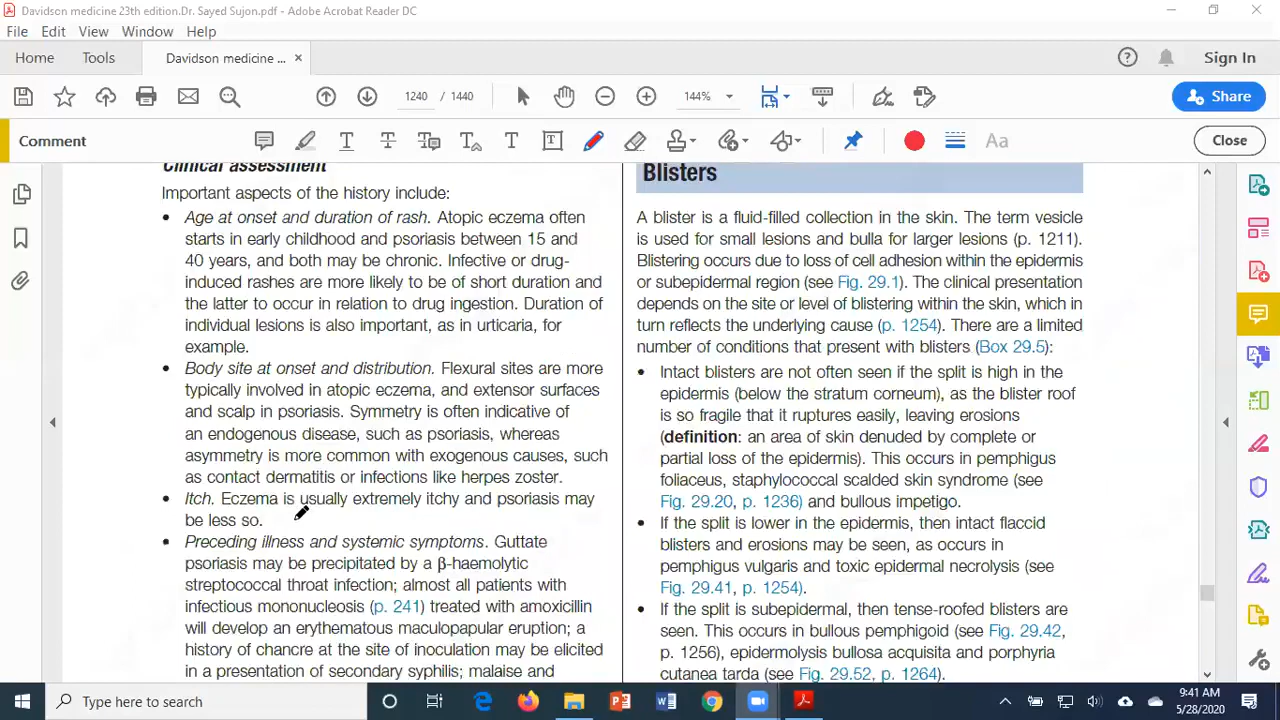 Davidson medicine 23th edition.Dr. Sayed Sujon.pdf - Adobe Acrobat Reader DC
File Edit View Window Help
Home Tools Davidson medicine ... × Sign In
1240 / 1440 144% Share
Comment Close
Clinical assessment
Important aspects of the history include:
• Age at onset and duration of rash. Atopic eczema often
starts in early childhood and psoriasis between 15 and
40 years, and both may be chronic. Infective or drug-
induced rashes are more likely to be of short duration and
the latter to occur in relation to drug ingestion. Duration of
individual lesions is also important, as in urticaria, for
example.
• Body site at onset and distribution. Flexural sites are more
typically involved in atopic eczema, and extensor surfaces
and scalp in psoriasis. Symmetry is often indicative of
an endogenous disease, such as psoriasis, whereas
asymmetry is more common with exogenous causes, such
as contact dermatitis or infections like herpes zoster.
• Itch. Eczema is usually extremely itchy and psoriasis may
be less so.
• Preceding illness and systemic symptoms. Guttate
psoriasis may be precipitated by a β-haemolytic
streptococcal throat infection; almost all patients with
infectious mononucleosis (p. 241) treated with amoxicillin
will develop an erythematous maculopapular eruption; a
history of chancre at the site of inoculation may be elicited
in a presentation of secondary syphilis; malaise and
Blisters
A blister is a fluid-filled collection in the skin. The term vesicle
is used for small lesions and bulla for larger lesions (p. 1211).
Blistering occurs due to loss of cell adhesion within the epidermis
or subepidermal region (see Fig. 29.1). The clinical presentation
depends on the site or level of blistering within the skin, which in
turn reflects the underlying cause (p. 1254). There are a limited
number of conditions that present with blisters (Box 29.5):
• Intact blisters are not often seen if the split is high in the
epidermis (below the stratum corneum), as the blister roof
is so fragile that it ruptures easily, leaving erosions
(definition: an area of skin denuded by complete or
partial loss of the epidermis). This occurs in pemphigus
foliaceus, staphylococcal scalded skin syndrome (see
Fig. 29.20, p. 1236) and bullous impetigo.
• If the split is lower in the epidermis, then intact flaccid
blisters and erosions may be seen, as occurs in
pemphigus vulgaris and toxic epidermal necrolysis (see
Fig. 29.41, p. 1254).
• If the split is subepidermal, then tense-roofed blisters are
seen. This occurs in bullous pemphigoid (see Fig. 29.42,
p. 1256), epidermolysis bullosa acquisita and porphyria
cutanea tarda (see Fig. 29.52, p. 1264).
Type here to search
9:41 AM
5/28/2020